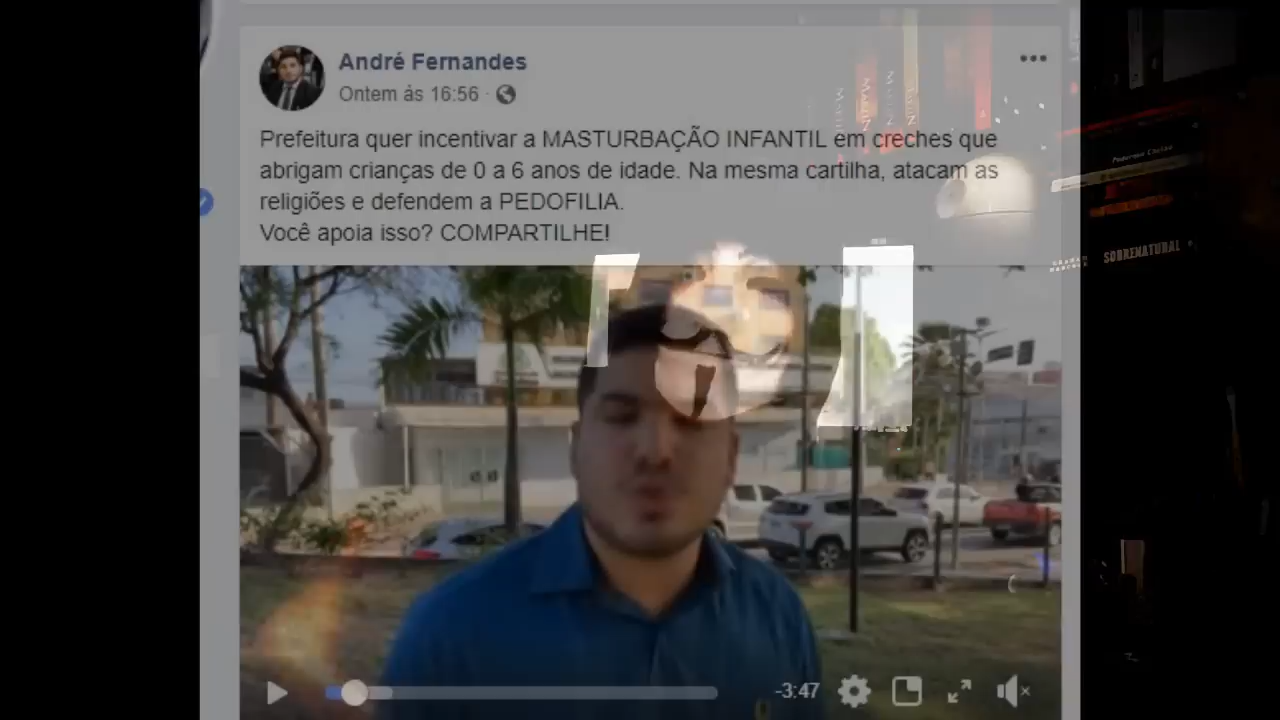 André Fernandes
Ontem ás 16:56
Prefeitura quer incentivar a MASTURBAÇÃO INFANTIL em creches que
abrigam crianças de 0 a 6 anos de idade. Na mesma cartilha, atacam as
religiões e defendem a PEDOFILIA.
Você apoia isso? COMPARTILHE!
SOBRENATURAL
-3:47